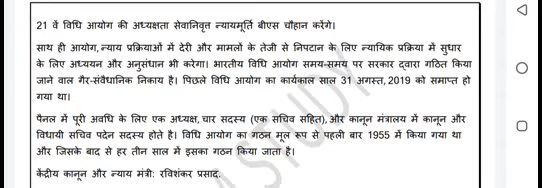 21 वें विधि आयोग की अध्यक्षता सेवानिवृत्त न्यायमूर्ति बीएस चौहान करेंगे।
साथ ही आयोग,न्याय प्रक्रियाओं में देरी और मामलों के तेजी से निपटान के लिए न्यायिक प्रक्रिया में सुधार
के लिए अध्ययन और अनुसंधान भी करेगा। भारतीय विधि आयोग समय-समय पर सरकार द्वारा गठित किया
जाने वाल गैर-संवैधानिक निकाय है। पिछले विधि आयोग का कार्यकाल साल 31 अगस्त,2019 को समाप्त हो
गया था।
पैनल में पूरी अवधि के लिए एक अध्यक्ष,चार सदस्य (एक सचिव सहित),और कानून मंत्रालय में कानून और
विधायी सचिव पदेन सदस्य होते है। विधि आयोग का गठन मूल रूप से पहली बार 1955 में किया गया था
और जिसके बाद से हर तीन साल में इसका गठन किया जाता है।
केंद्रीय कानून और न्याय मंत्री: रविशंकर प्रसाद.